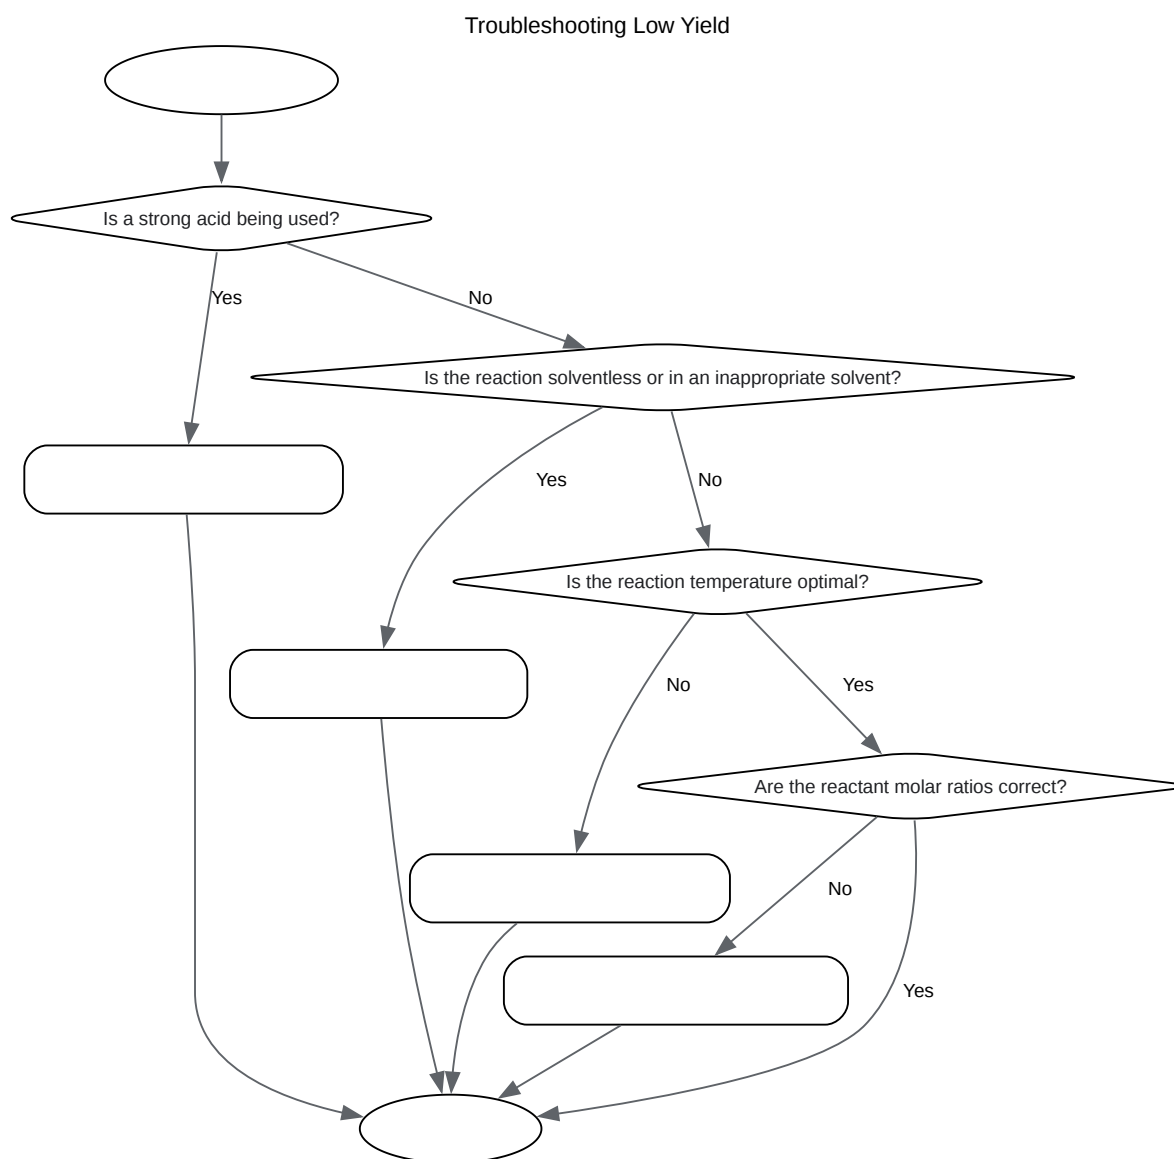 Troubleshooting Low Yield
Is a strong acid being used?
Yes
No
Is the reaction solventless or in an inappropriate solvent?
Yes
No
Is the reaction temperature optimal?
No
Yes
Are the reactant molar ratios correct?
No
Yes